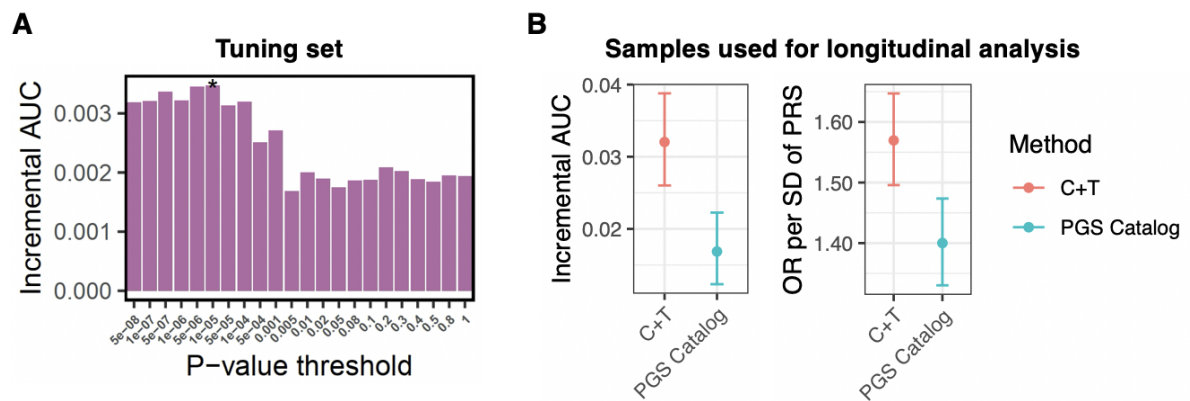 A
Tuning set
Incremental AUC
0.003
0.002
0.001
0.000
*
5e−08 1e−07 5e−07 1e−06 5e−06 1e−05 5e−05 1e−04 5e−04 0.001 0.005 0.01 0.02 0.05 0.08 0.1 0.2 0.3 0.4 0.5 0.8 1
P−value threshold
B
Samples used for longitudinal analysis
Incremental AUC
0.04
0.03
0.02
C+T
PGS Catalog
OR per SD of PRS
1.60
1.50
1.40
C+T
PGS Catalog
Method
C+T
PGS Catalog